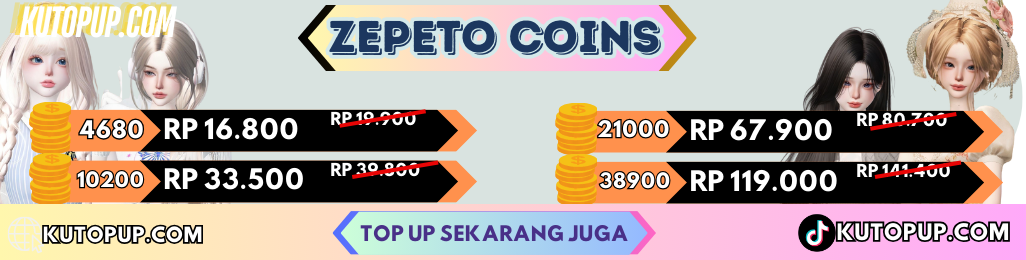 KUTOPUP.COM
ZEPETO COINS
4680 RP 16.800 RP 19.900
10200 RP 33.500 RP 39.800
21000 RP 67.900 RP 80.700
38900 RP 119.000 RP 141.400
KUTOPUP.COM
TOP UP SEKARANG JUGA
KUTOPUP.COM